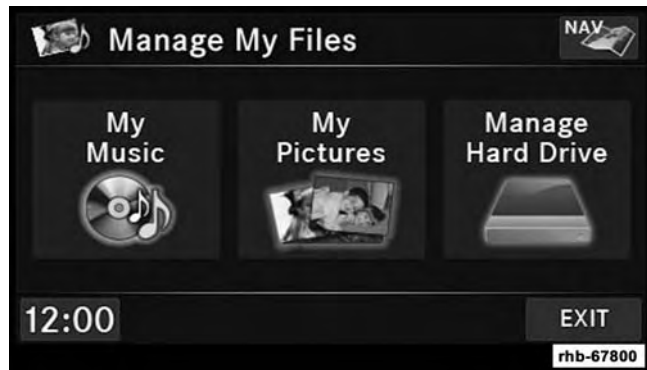 Manage My Files
NAV
My
Music
My
Pictures
Manage
Hard Drive
12:00
EXIT
rhb-67800